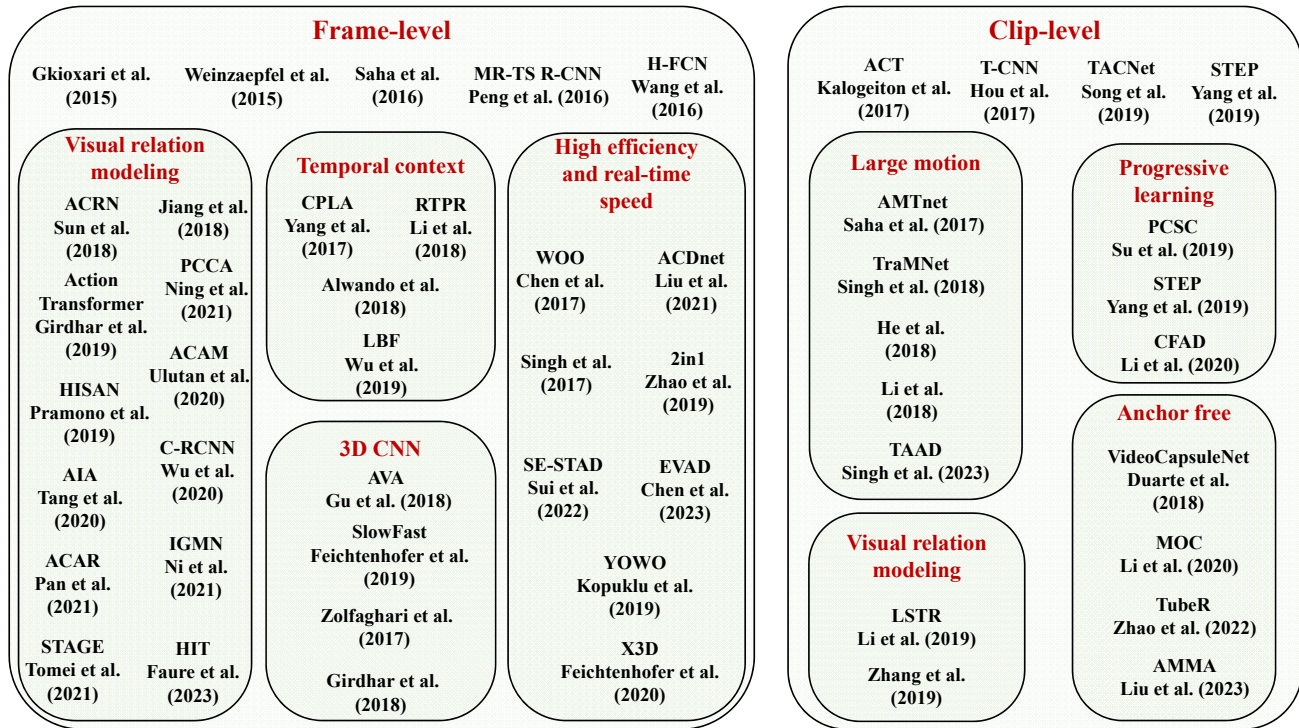 Frame-level
Gkioxari et al.
(2015)
Weinzaepfel et al.
(2015)
Saha et al.
(2016)
MR-TS R-CNN
Peng et al. (2016)
H-FCN
Wang et al.
(2016)
Visual relation
modeling
ACRN
Sun et al.
(2018)
Jiang et al.
(2018)
Action
Transformer
Girdhar et al.
(2019)
PCCA
Ning et al.
(2021)
ACAM
Ulutan et al.
(2020)
HISAN
Pramono et al.
(2019)
C-RCNN
Wu et al.
(2020)
AIA
Tang et al.
(2020)
IGMN
Ni et al.
(2021)
ACAR
Pan et al.
(2021)
STAGE
Tomei et al.
(2021)
HIT
Faure et al.
(2023)
Temporal context
CPLA
Yang et al.
(2017)
RTPR
Li et al.
(2018)
Alwando et al.
(2018)
LBF
Wu et al.
(2019)
3D CNN
AVA
Gu et al. (2018)
SlowFast
Feichtenhofer et al.
(2019)
Zolfaghari et al.
(2017)
Girdhar et al.
(2018)
High efficiency
and real-time
speed
WOO
Chen et al.
(2017)
ACDnet
Liu et al.
(2021)
Singh et al.
(2017)
2in1
Zhao et al.
(2019)
SE-STAD
Sui et al.
(2022)
EVAD
Chen et al.
(2023)
YOWO
Kopuklu et al.
(2019)
X3D
Feichtenhofer et al.
(2020)
Clip-level
ACT
Kalogeiton et al.
(2017)
T-CNN
Hou et al.
(2017)
TACNet
Song et al.
(2019)
STEP
Yang et al.
(2019)
Large motion
AMTnet
Saha et al. (2017)
TraMNet
Singh et al. (2018)
He et al.
(2018)
Li et al.
(2018)
TAAD
Singh et al. (2023)
Visual relation
modeling
LSTR
Li et al. (2019)
Zhang et al.
(2019)
Progressive
learning
PCSC
Su et al. (2019)
STEP
Yang et al. (2019)
CFAD
Li et al. (2020)
Anchor free
VideoCapsuleNet
Duarte et al.
(2018)
MOC
Li et al. (2020)
TubeR
Zhao et al. (2022)
AMMA
Liu et al. (2023)